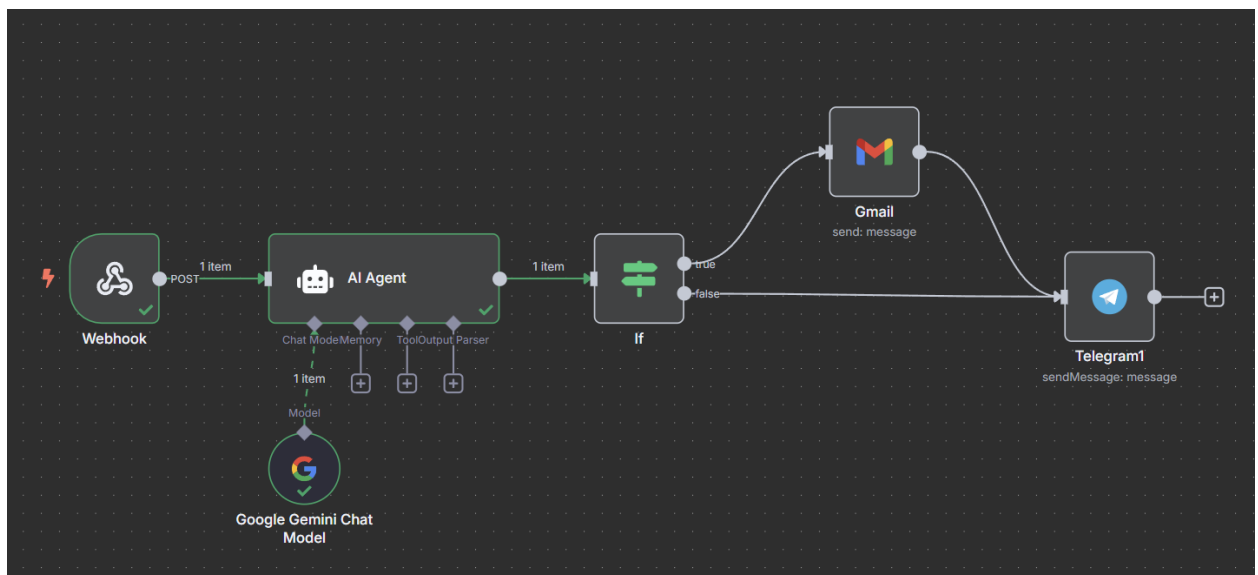 Gmail
send: message
1 item
POST
AI Agent
1 item
true
false
Webhook
Chat Model
Memory
Tool
Output Parser
If
Telegram1
sendMessage: message
1 item
Model
Google Gemini Chat
Model